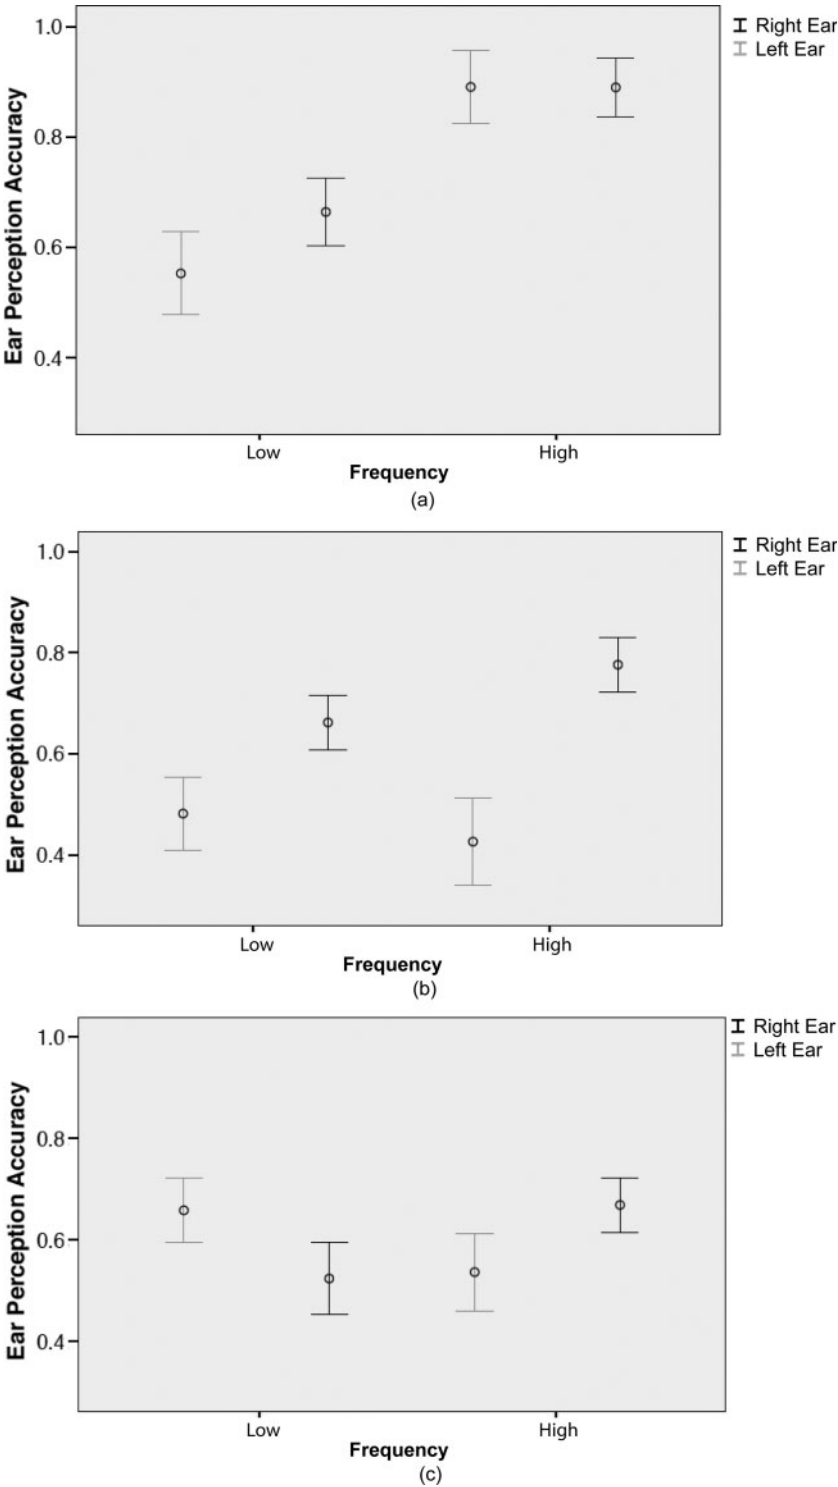 1.0
0.8
0.6
0.4
Ear Perception Accuracy
Right Ear
Left Ear
Low
High
Frequency
(a)
1.0
0.8
0.6
0.4
Ear Perception Accuracy
Right Ear
Left Ear
Low
High
Frequency
(b)
1.0
0.8
0.6
0.4
Ear Perception Accuracy
Right Ear
Left Ear
Low
High
Frequency
(c)